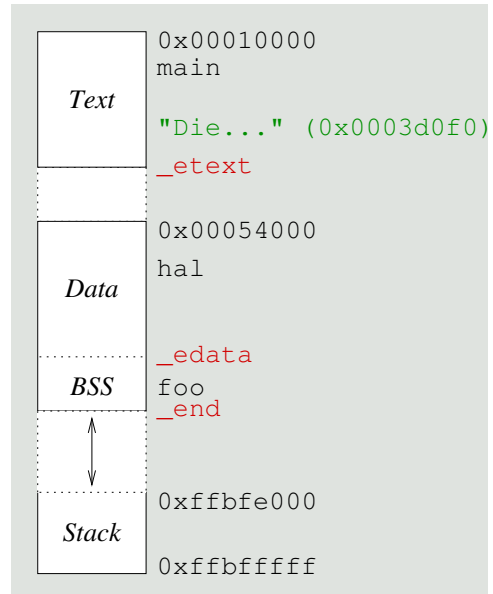 0x00010000
main
Text
"Die..." (0x0003d0f0)
_etext
0x00054000
hal
Data
_edata
BSS
foo
_end
0xffbfe000
Stack
0xffbfffff